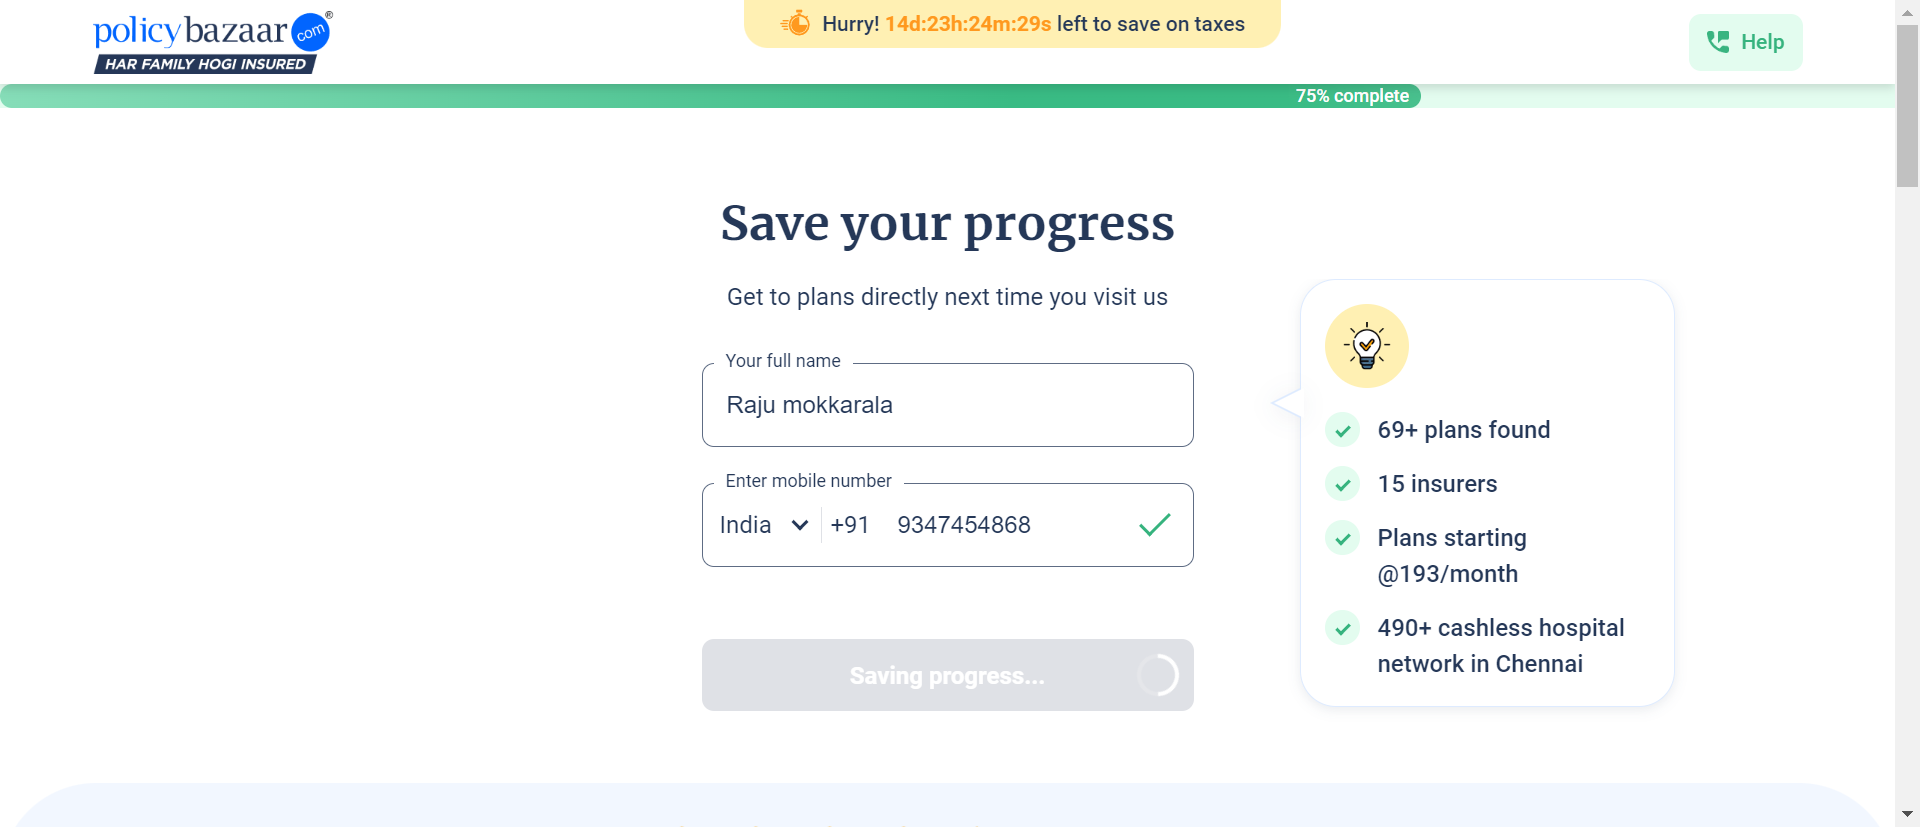 policybazaar.com®
HAR FAMILY HOGI INSURED
Hurry! 14d:23h:24m:29s left to save on taxes
Help
75% complete
Save your progress
Get to plans directly next time you visit us
Your full name
Raju mokkarala
Enter mobile number
India +91 9347454868
Saving progress...
69+ plans found
15 insurers
Plans starting
@193/month
490+ cashless hospital
network in Chennai